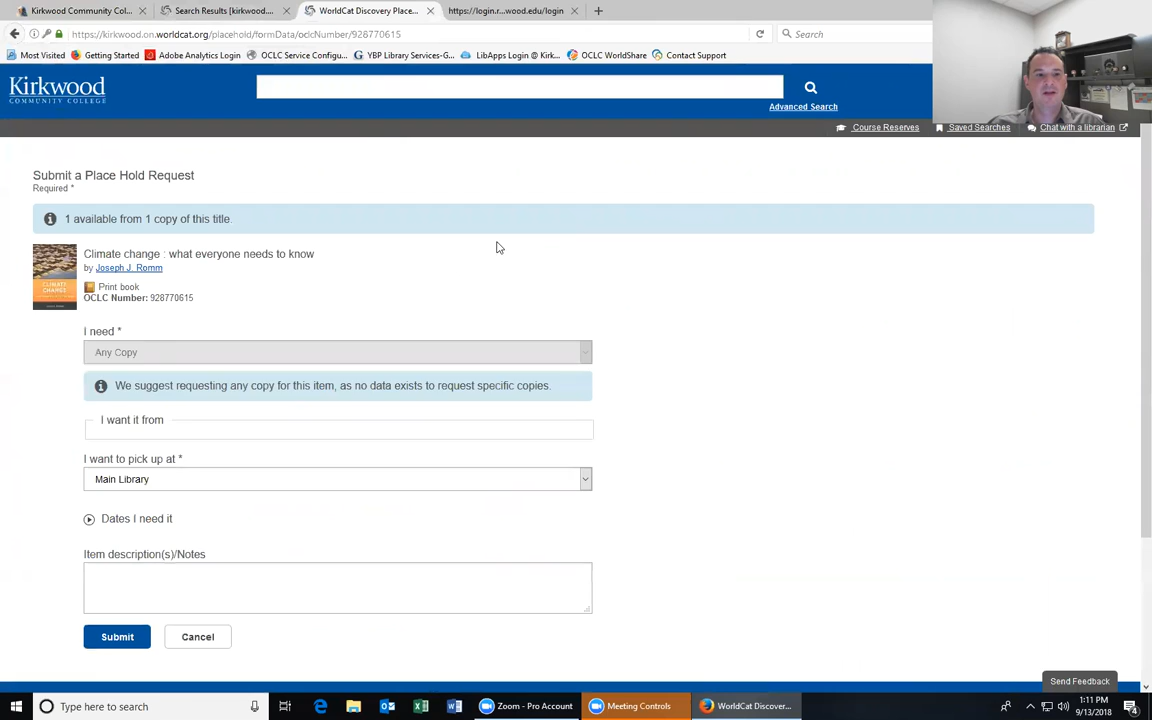 Kirkwood Community Col...
Search Results [kirkwood....
WorldCat Discovery Place...
https://login.r...wood.edu/login
https://kirkwood.on.worldcat.org/placehold/formData/oclcNumber/928770615
Search
Most Visited
Getting Started
Adobe Analytics Login
OCLC Service Configu...
YBP Library Services-G...
LibApps Login @ Kirk...
OCLC WorldShare
Contact Support
Kirkwood
COMMUNITY COLLEGE
Advanced Search
Course Reserves
Saved Searches
Chat with a librarian
Submit a Place Hold Request
Required *
1 available from 1 copy of this title.
Climate change : what everyone needs to know
by Joseph J. Romm
Print book
OCLC Number: 928770615
I need *
Any Copy
We suggest requesting any copy for this item, as no data exists to request specific copies.
I want it from
I want to pick up at *
Main Library
Dates I need it
Item description(s)/Notes
Submit
Cancel
Send Feedback
Type here to search
Zoom - Pro Account
Meeting Controls
WorldCat Discover...
1:11 PM
9/13/2018